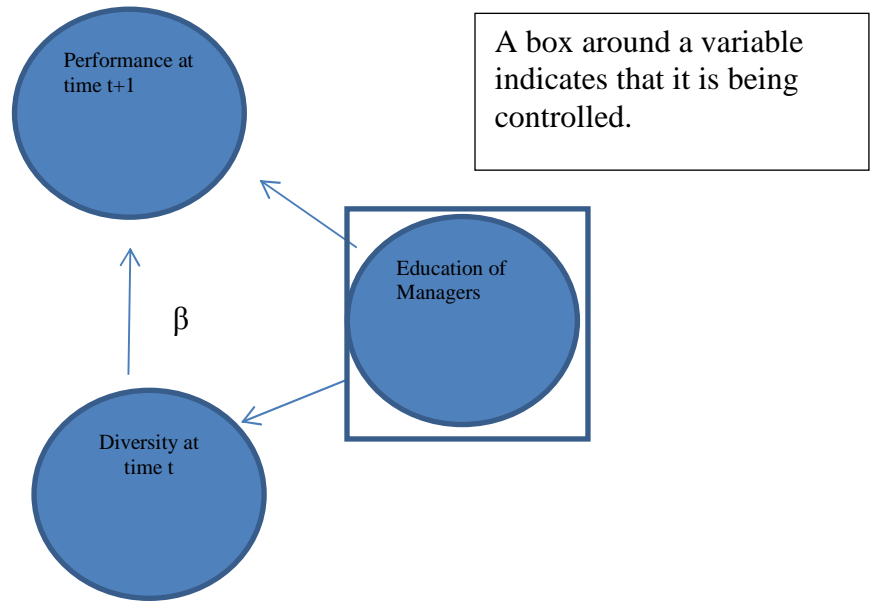 Performance at
time t+1
A box around a variable
indicates that it is being
controlled.
Education of
Managers
β
Diversity at
time t